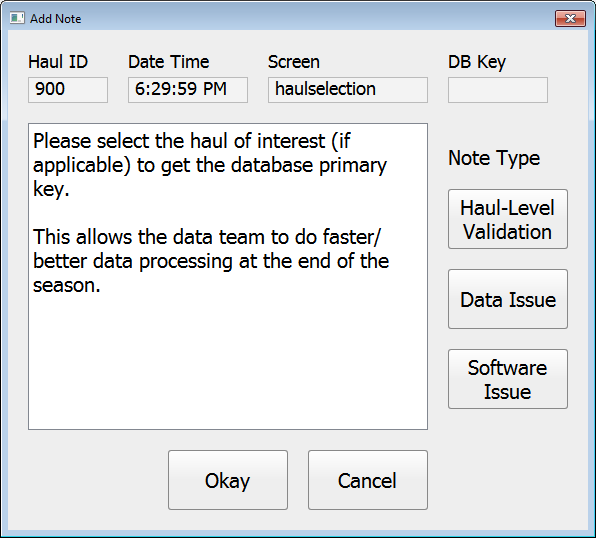 Add Note
Haul ID
Date Time
Screen
DB Key
900
6:29:59 PM
haulselection
Please select the haul of interest (if
applicable) to get the database primary
key.
This allows the data team to do faster/
better data processing at the end of the
season.
Note Type
Haul-Level
Validation
Data Issue
Software
Issue
Okay
Cancel